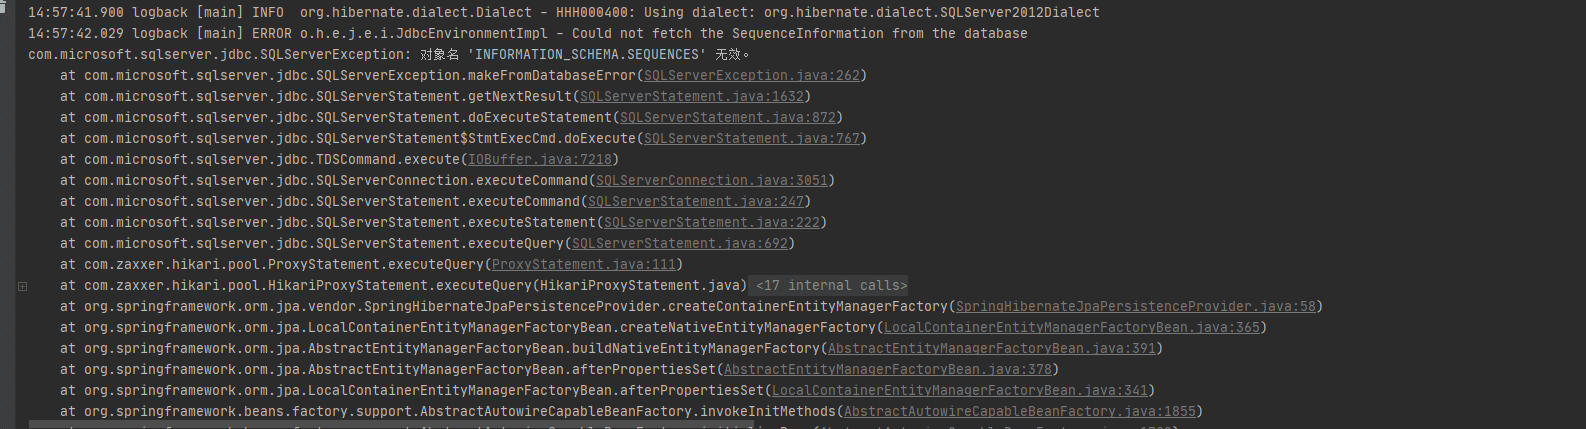 14:57:41.900 logback [main] INFO  org.hibernate.dialect.Dialect - HHH000400: Using dialect: org.hibernate.dialect.SQLServer2012Dialect
14:57:42.029 logback [main] ERROR o.h.e.j.e.i.JdbcEnvironmentImpl - Could not fetch the SequenceInformation from the database
com.microsoft.sqlserver.jdbc.SQLServerException: 对象名 'INFORMATION_SCHEMA.SEQUENCES' 无效。
at com.microsoft.sqlserver.jdbc.SQLServerException.makeFromDatabaseError(SQLServerException.java:262)
at com.microsoft.sqlserver.jdbc.SQLServerStatement.getNextResult(SQLServerStatement.java:1632)
at com.microsoft.sqlserver.jdbc.SQLServerStatement.doExecuteStatement(SQLServerStatement.java:872)
at com.microsoft.sqlserver.jdbc.SQLServerStatement$StmtExecCmd.doExecute(SQLServerStatement.java:767)
at com.microsoft.sqlserver.jdbc.TDSCommand.execute(IOBuffer.java:7218)
at com.microsoft.sqlserver.jdbc.SQLServerConnection.executeCommand(SQLServerConnection.java:3051)
at com.microsoft.sqlserver.jdbc.SQLServerStatement.executeCommand(SQLServerStatement.java:247)
at com.microsoft.sqlserver.jdbc.SQLServerStatement.executeStatement(SQLServerStatement.java:222)
at com.microsoft.sqlserver.jdbc.SQLServerStatement.executeQuery(SQLServerStatement.java:692)
at com.zaxxer.hikari.pool.ProxyStatement.executeQuery(ProxyStatement.java:111)
at com.zaxxer.hikari.pool.HikariProxyStatement.executeQuery(HikariProxyStatement.java) <17 internal calls>
at org.springframework.orm.jpa.vendor.SpringHibernateJpaPersistenceProvider.createContainerEntityManagerFactory(SpringHibernateJpaPersistenceProvider.java:58)
at org.springframework.orm.jpa.LocalContainerEntityManagerFactoryBean.createNativeEntityManagerFactory(LocalContainerEntityManagerFactoryBean.java:365)
at org.springframework.orm.jpa.AbstractEntityManagerFactoryBean.buildNativeEntityManagerFactory(AbstractEntityManagerFactoryBean.java:391)
at org.springframework.orm.jpa.AbstractEntityManagerFactoryBean.afterPropertiesSet(AbstractEntityManagerFactoryBean.java:378)
at org.springframework.orm.jpa.LocalContainerEntityManagerFactoryBean.afterPropertiesSet(LocalContainerEntityManagerFactoryBean.java:341)
at org.springframework.beans.factory.support.AbstractAutowireCapableBeanFactory.invokeInitMethods(AbstractAutowireCapableBeanFactory.java:1855)